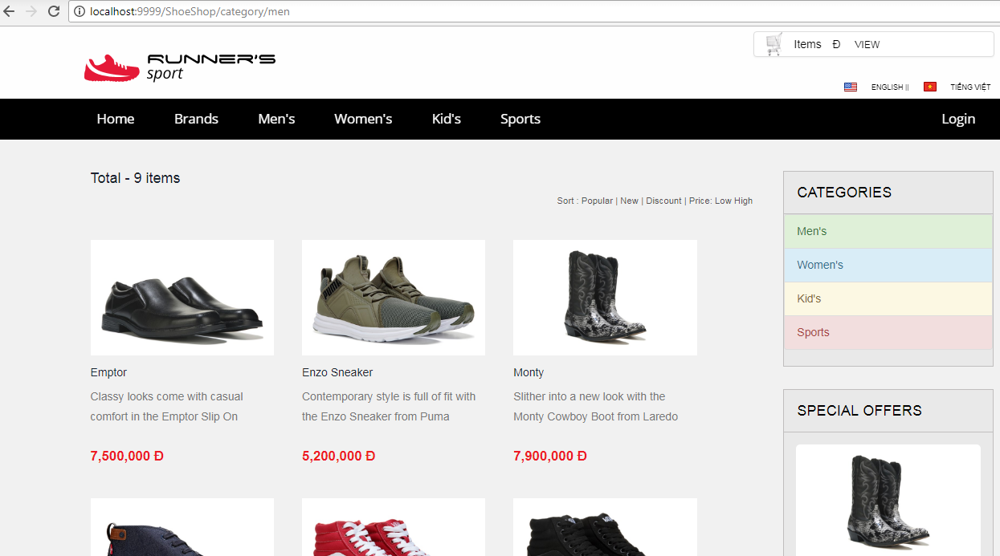 localhost:9999/ShoeShop/category/men
Items Đ VIEW
RUNNER'S
sport
ENGLISH || TIẾNG VIỆT
Home Brands Men's Women's Kid's Sports Login
Total - 9 items
Sort : Popular | New | Discount | Price: Low High
Emptor
Classy looks come with casual
comfort in the Emptor Slip On
7,500,000 Đ
Enzo Sneaker
Contemporary style is full of fit with
the Enzo Sneaker from Puma
5,200,000 Đ
Monty
Slither into a new look with the
Monty Cowboy Boot from Laredo
7,900,000 Đ
CATEGORIES
Men's
Women's
Kid's
Sports
SPECIAL OFFERS